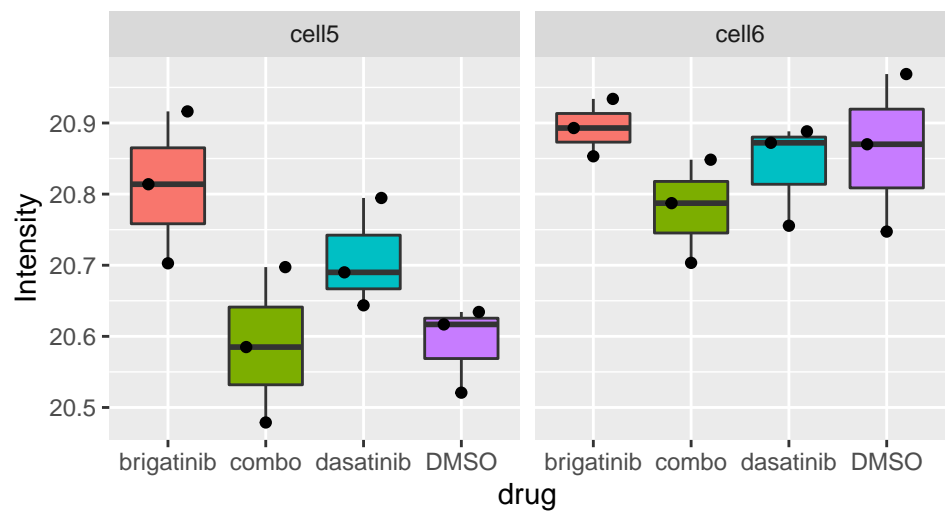 cell5 cell6
Intensity
20.9
20.8
20.7
20.6
20.5
brigatinib combo dasatinib DMSO brigatinib combo dasatinib DMSO
drug